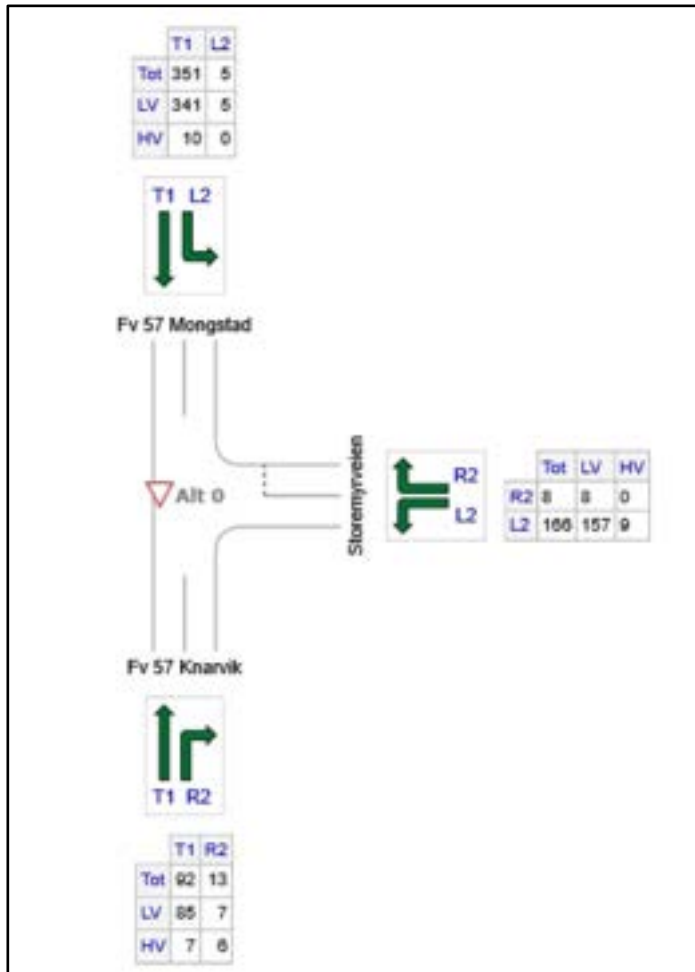 T1 L2
Tot 351 5
LV 341 5
HV 10 0
T1 L2
Fv 57 Mongstad
Alt 0
Storemyrveien
R2
L2
Tot LV HV
R2 8 8 0
L2 166 157 9
Fv 57 Knarvik
T1 R2
T1 R2
Tot 92 13
LV 85 7
HV 7 6